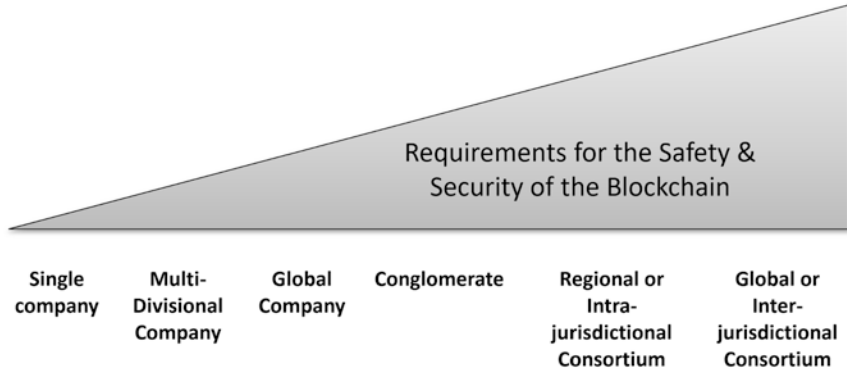 Requirements for the Safety &
Security of the Blockchain
Single
company
Multi-
Divisional
Company
Global
Company
Conglomerate
Regional or
Intra-
jurisdictional
Consortium
Global or
Inter-
jurisdictional
Consortium